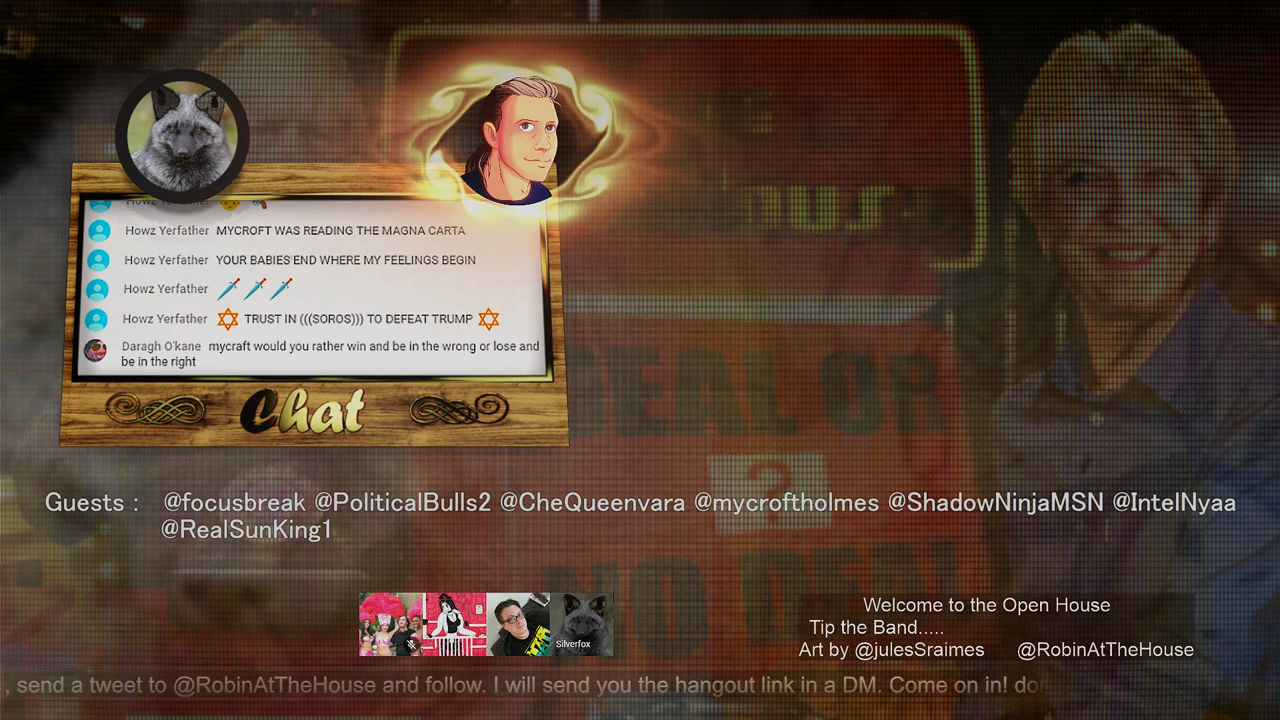 Howz Yerfather
Howz Yerfather MYCROFT WAS READING THE MAGNA CARTA
Howz Yerfather YOUR BABIES END WHERE MY FEELINGS BEGIN
Howz Yerfather 🗡🗡🗡
Howz Yerfather ✡ TRUST IN (((SOROS))) TO DEFEAT TRUMP ✡
Daragh O'kane mycraft would you rather win and be in the wrong or lose and
be in the right
Chat
DEAL OR
?
NO DEAL
Guests : @focusbreak @PoliticalBulls2 @CheQueenvara @mycroftholmes @ShadowNinjaMSN @IntelNyaa
@RealSunKing1
Silverfox
Welcome to the Open House
Tip the Band.....
Art by @julesSraimes @RobinAtTheHouse
, send a tweet to @RobinAtTheHouse and follow. I will send you the hangout link in a DM. Come on in! do